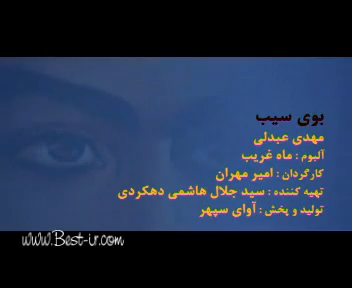 بوی سیب
مهدی عبدلی
آلبوم : ماه غریب
کارگردان : امیر مهران
تهیه کننده : سید جلال هاشمی دهکردی
تولید و پخش : آوای سپهر
www.Best-ir.com